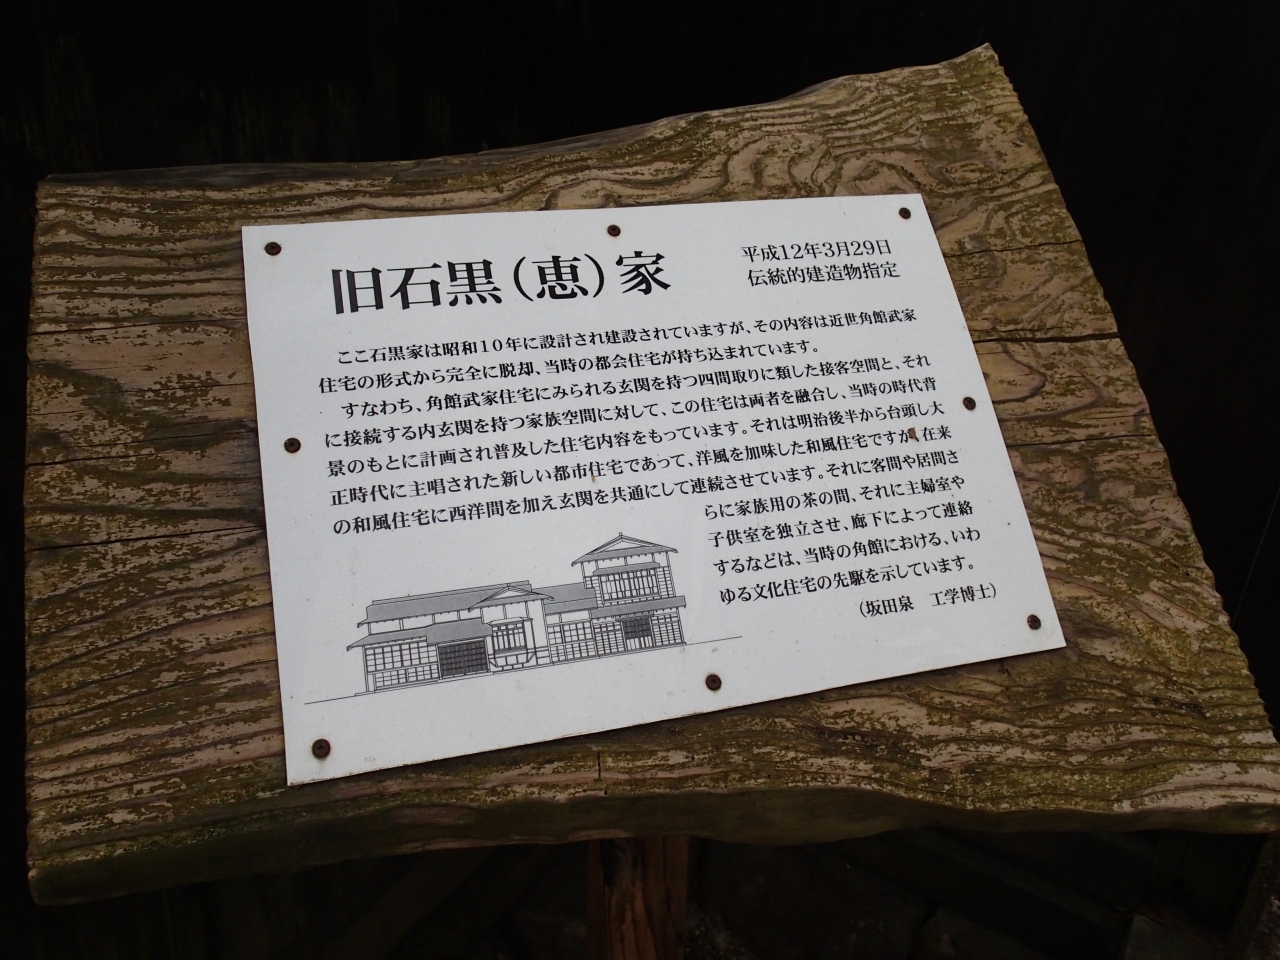 旧石黒(恵)家
平成12年3月29日
伝統的建造物指定
ここ石黒家は昭和10年に設計され建設されていますが、その内容は近世角館武家
住宅の形式から完全に脱却、当時の都会住宅が持ち込まれています。
すなわち、角館武家住宅にみられる玄関を持つ四間取りに類した接客空間と、それ
に接続する内玄関を持つ家族空間に対して、この住宅は両者を融合し、当時の時代背
景のもとに計画され普及した住宅内容をもっています。それは明治後半から台頭し大
正時代に主唱された新しい都市住宅であって、洋風を加味した和風住宅ですが、在来
の和風住宅に西洋間を加え玄関を共通にして連続させています。それに客間や居間さ
らに家族用の茶の間、それに主婦室や
子供室を独立させ、廊下によって連絡
するなどは、当時の角館における、いわ
ゆる文化住宅の先駆を示しています。
(坂田泉 工学博士)